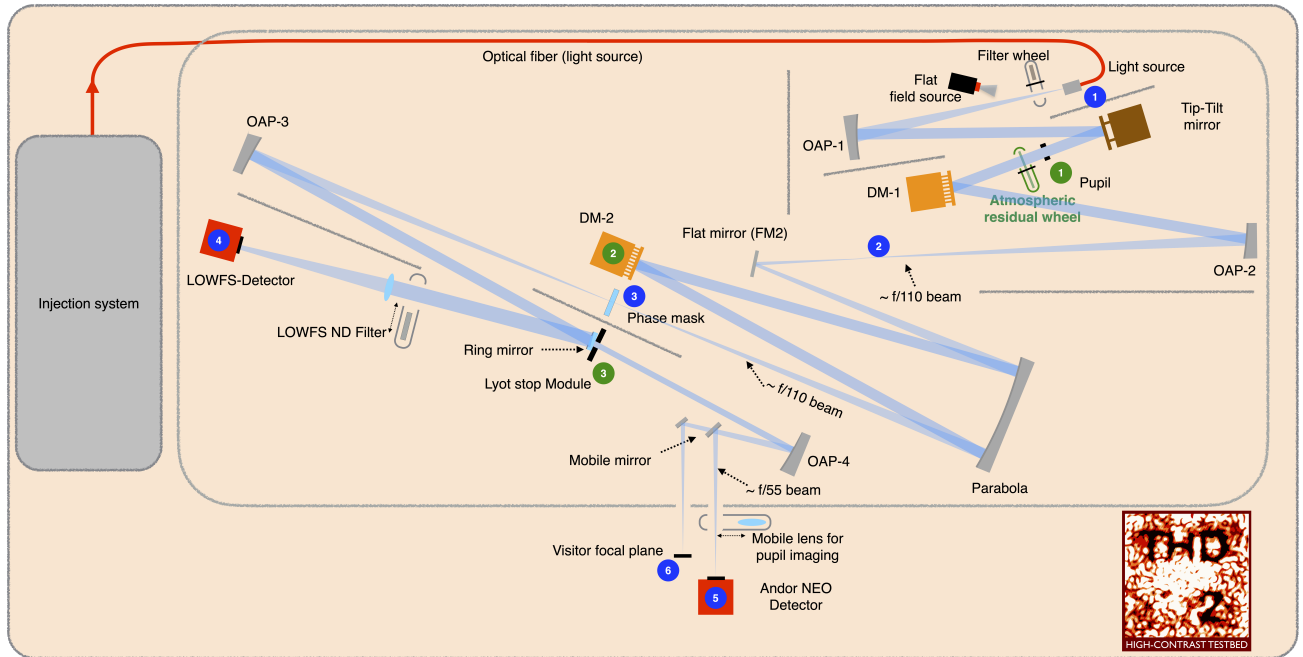 Optical fiber (light source)
Filter wheel
Light source
1
Flat
field source
Tip-Tilt
mirror
OAP-3
OAP-1
1
Pupil
DM-1
Atmospheric
residual wheel
DM-2
Flat mirror (FM2)
2
4
2
OAP-2
LOWFS-Detector
~ f/110 beam
Injection system
3
Phase mask
LOWFS ND Filter
Ring mirror
Lyot stop Module
3
~ f/110 beam
Mobile mirror
OAP-4
~ f/55 beam
Parabola
Visitor focal plane
Mobile lens for
pupil imaging
6
5
Andor NEO
Detector
THD
2
HIGH-CONTRAST TESTBED